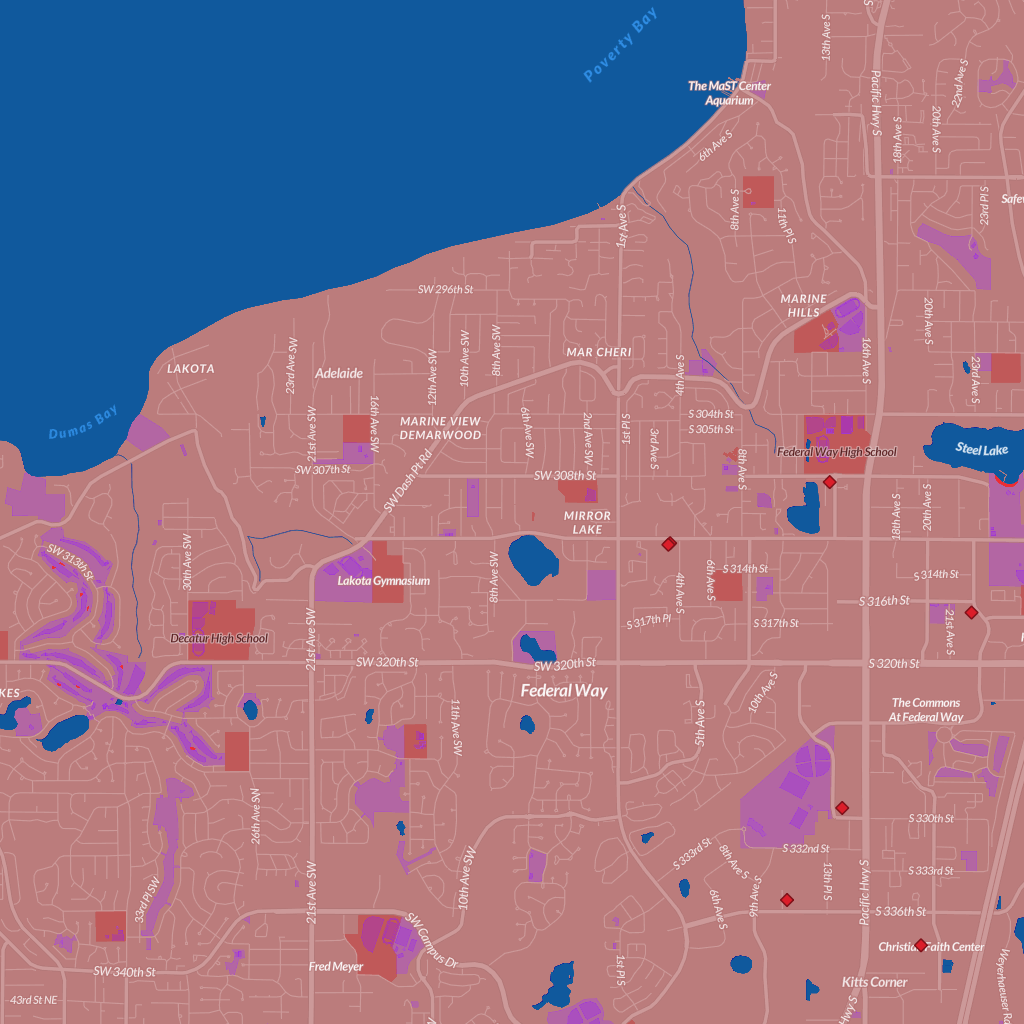 Poverty Bay
13th Ave S
S
Pacific Hwy S
22nd Ave S
The MaST Center
Aquarium
20th Ave S
18th Ave S
6th Ave S
23rd Pl S
Safew
8th Ave S
11th Pl S
1st Ave S
SW 296th St
MARINE
HILLS
20th Ave S
16th Ave S
23rd Ave SW
10th Ave SW
8th Ave SW
12th Ave SW
MAR CHERI
4th Ave S
23rd Ave S
LAKOTA
Adelaide
16th Ave SW
21st Ave SW
MARINE VIEW
DEMARWOOD
6th Ave SW
2nd Ave SW
1st Pl S
3rd Ave S
S 304th St
S 305th St
Dumas Bay
8th Ave S
Federal Way High School
Steel Lake
SW 307th St
SW Dash Pt Rd
SW 308th St
18th Ave S
20th Ave S
MIRROR
LAKE
SW 313th St
30th Ave SW
Lakota Gymnasium
8th Ave SW
4th Ave S
6th Ave S
S 314th St
S 314th St
S 316th St
21st Ave S
S 317th Pl
S 317th St
Decatur High School
21st Ave SW
SW 320th St
SW 320th St
S 320th St
KES
Federal Way
10th Ave S
5th Ave S
11th Ave SW
The Commons
At Federal Way
26th Ave SW
S 330th St
S 332nd St
S 333rd St
8th Ave S
S 333rd St
13th Pl S
10th Ave SW
21st Ave SW
33rd Pl SW
6th Ave S
9th Ave S
Pacific Hwy S
S 336th St
SW Campus Dr
1st Pl S
Christian Faith Center
Fred Meyer
SW 340th St
Kitts Corner
Weyerhaeuser Ro
43rd St NE
Hwy S
W